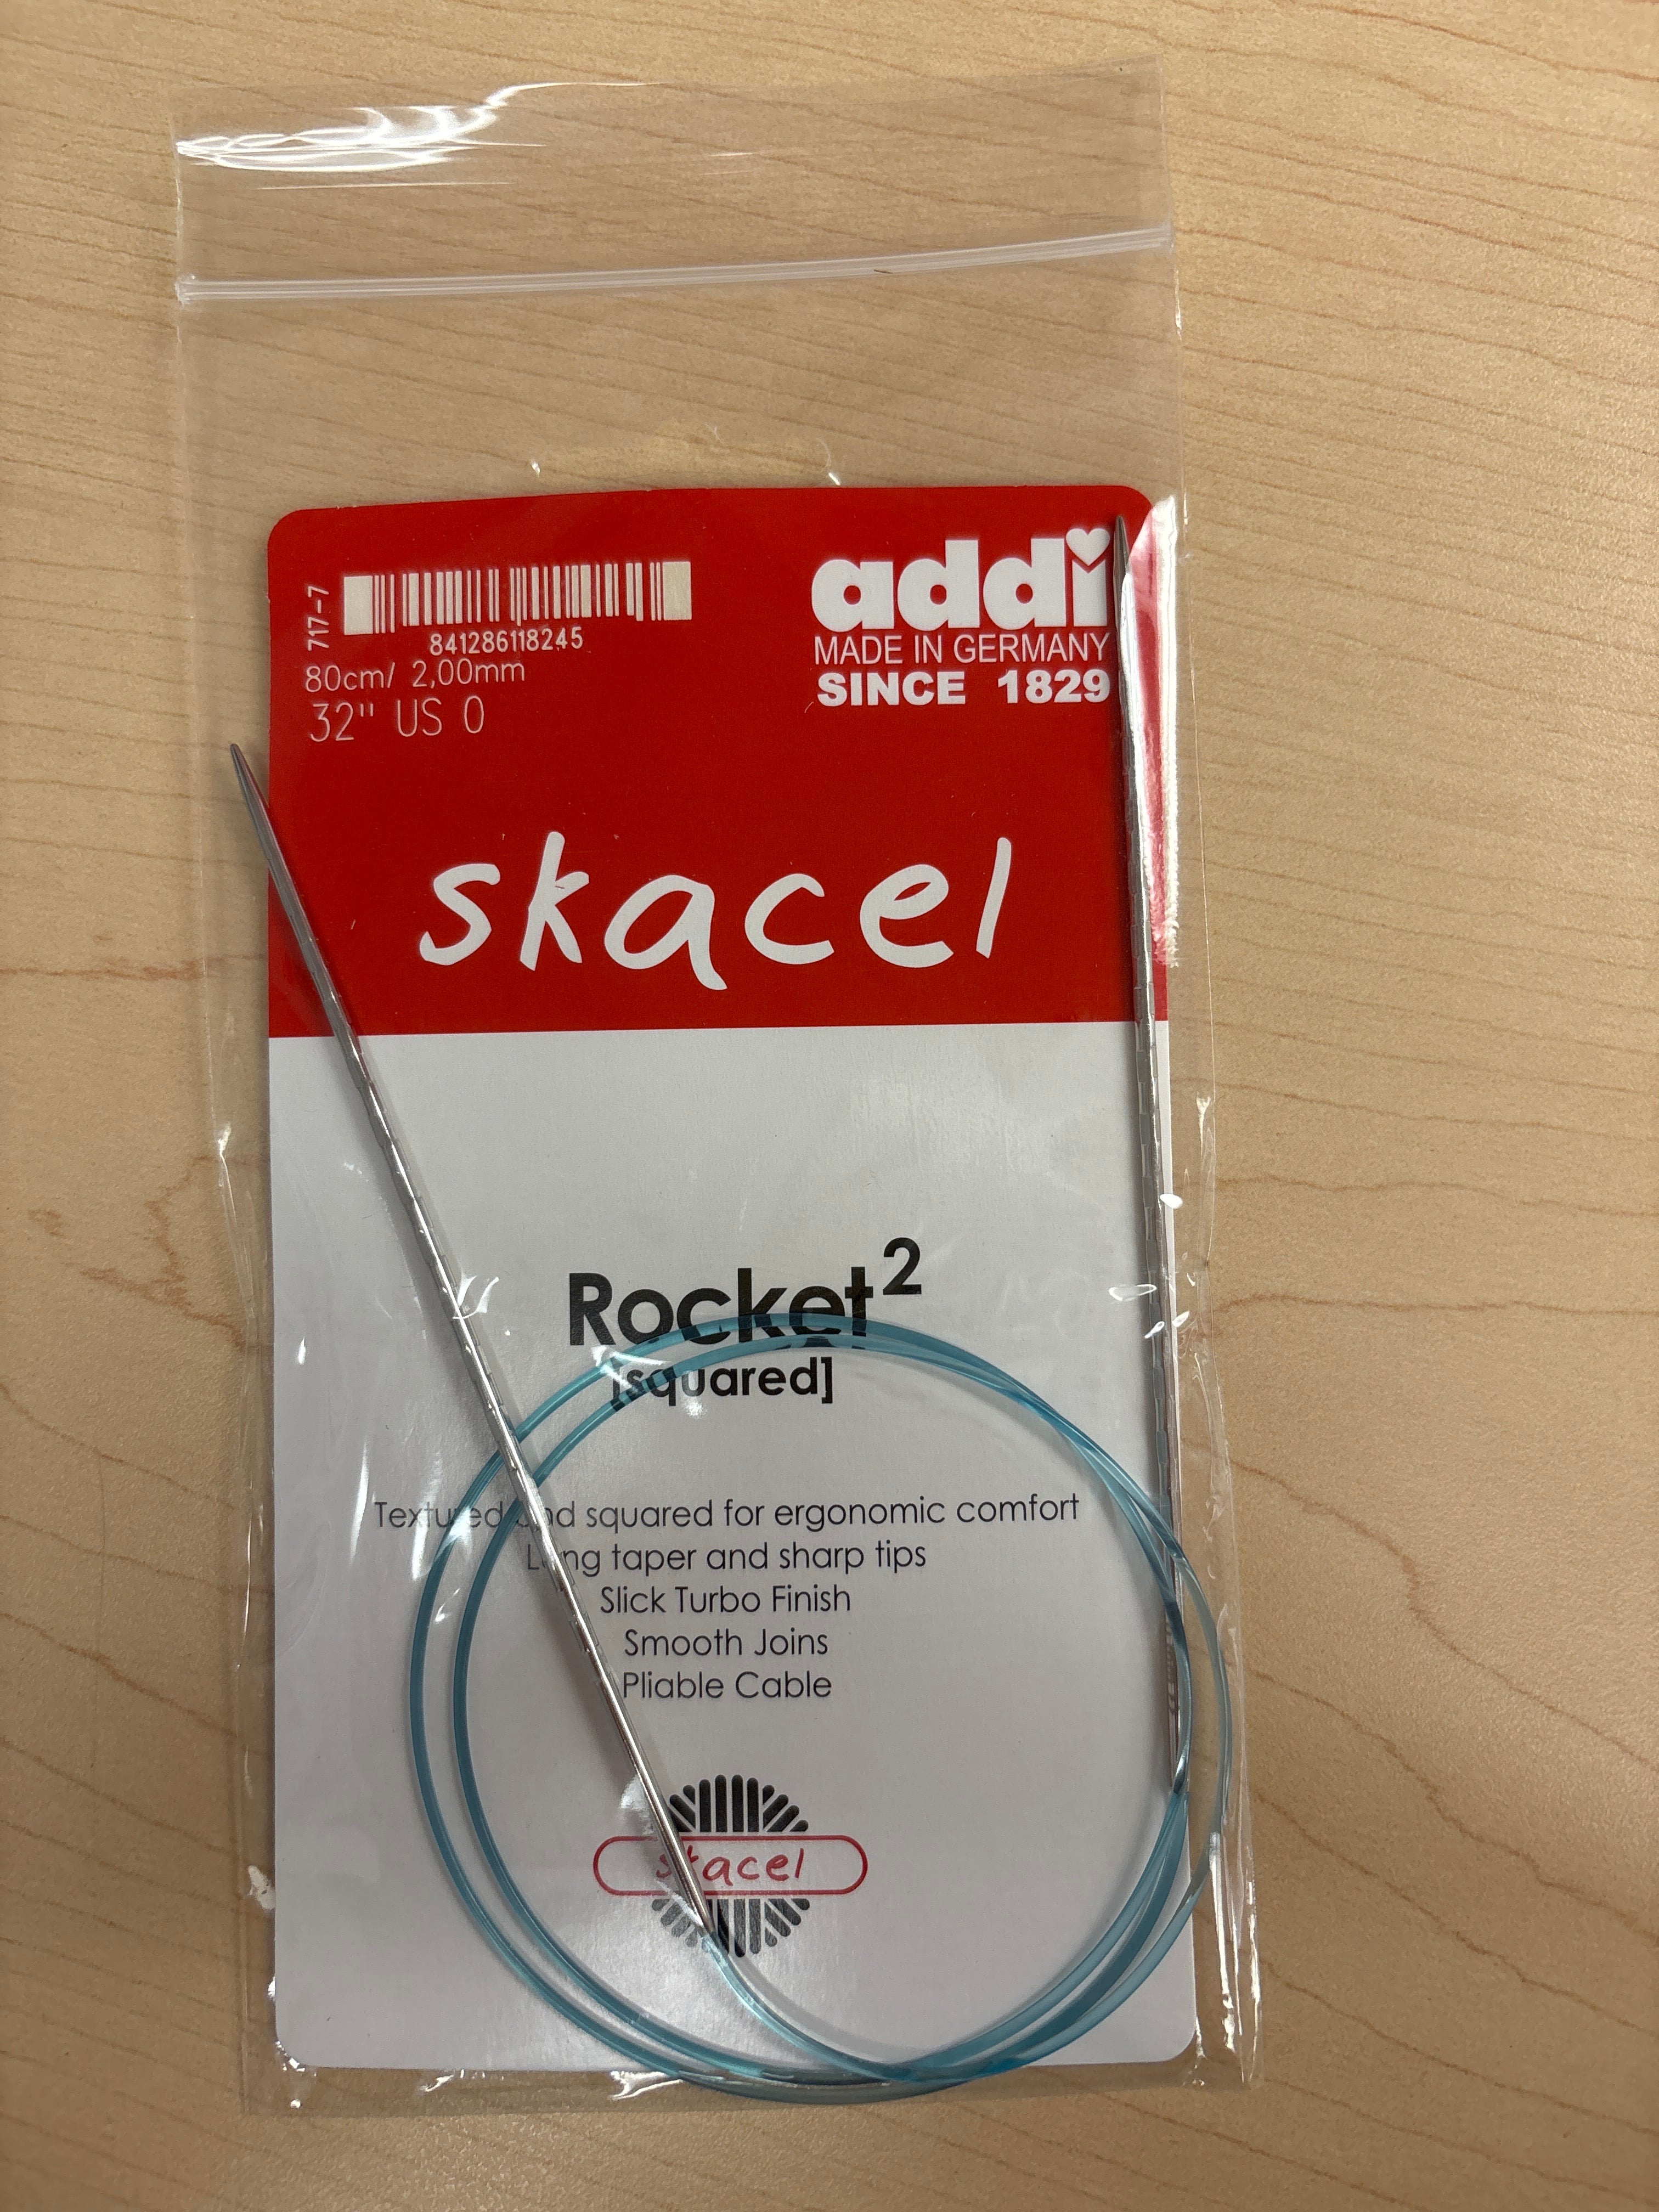 717-7
841286118245
80cm/ 2,00mm
32" US 0
addi
MADE IN GERMANY
SINCE 1829
skacel
Rocket²
[squared]
Textured and squared for ergonomic comfort
Long taper and sharp tips
Slick Turbo Finish
Smooth Joins
Pliable Cable
skacel